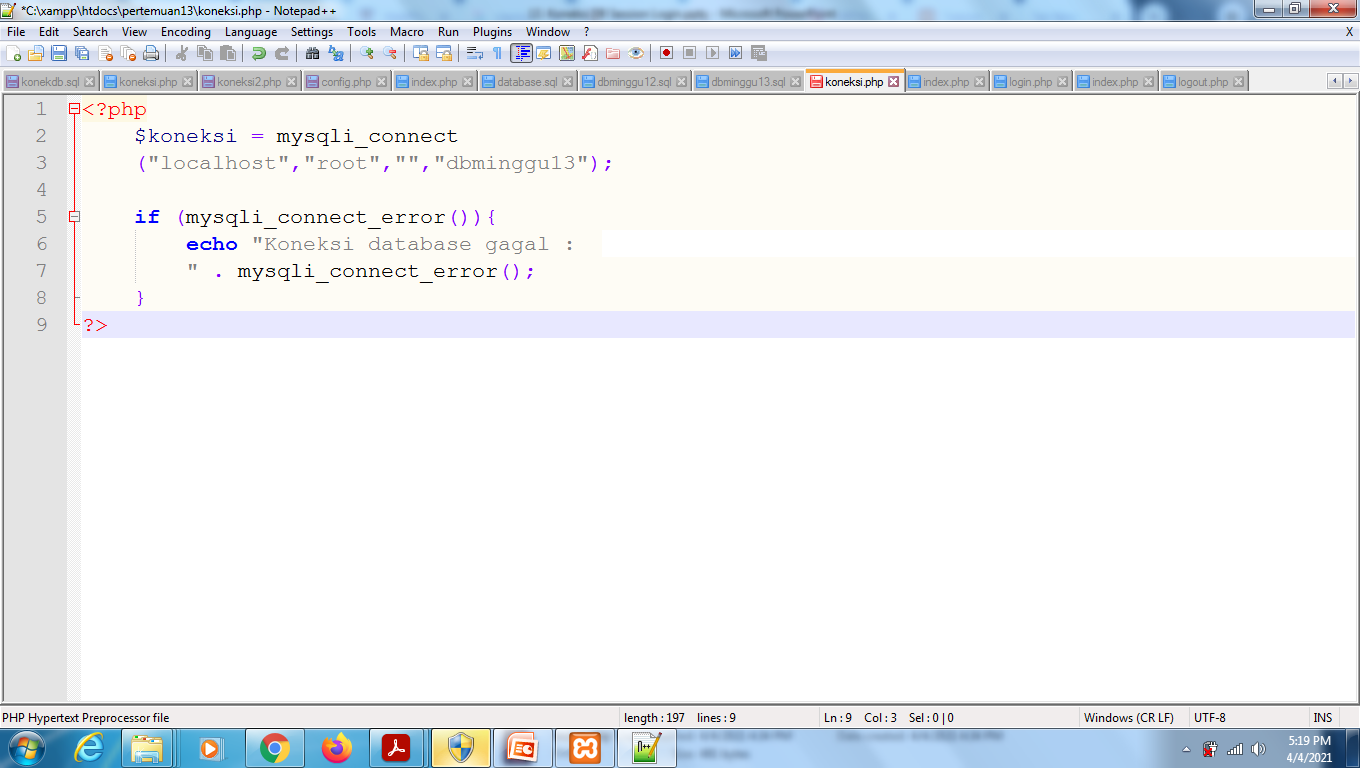 *C:\xampp\htdocs\pertemuan13\koneksi.php - Notepad++
File Edit Search View Encoding Language Settings Tools Macro Run Plugins Window ? X
konekdb.sql koneksi.php koneksi2.php config.php index.php database.sql dbminggu12.sql dbminggu13.sql koneksi.php index.php login.php index.php logout.php
1 <?php
2 $koneksi = mysqli_connect
3 ("localhost","root","","dbminggu13");
4
5 if (mysqli_connect_error()){
6 echo "Koneksi database gagal :
7 " . mysqli_connect_error();
8 }
9 ?>
PHP Hypertext Preprocessor file length : 197 lines : 9 Ln : 9 Col : 3 Sel : 0 | 0 Windows (CR LF) UTF-8 INS
5:19 PM
4/4/2021